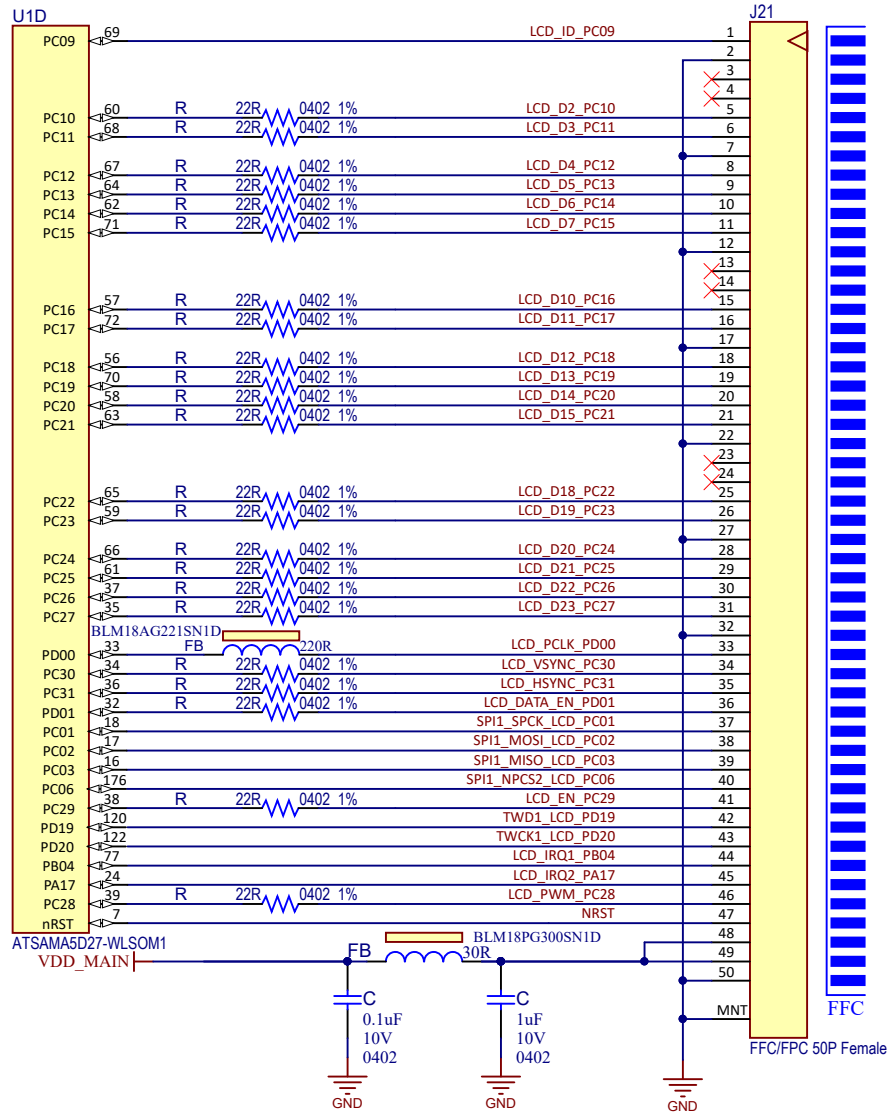 U1D J21
PC09 69 LCD_ID_PC09 1
2
3
4
PC10 60 R 22R 0402 1% LCD_D2_PC10 5
PC11 68 R 22R 0402 1% LCD_D3_PC11 6
7
PC12 67 R 22R 0402 1% LCD_D4_PC12 8
PC13 64 R 22R 0402 1% LCD_D5_PC13 9
PC14 62 R 22R 0402 1% LCD_D6_PC14 10
PC15 71 R 22R 0402 1% LCD_D7_PC15 11
12
13
14
PC16 57 R 22R 0402 1% LCD_D10_PC16 15
PC17 72 R 22R 0402 1% LCD_D11_PC17 16
17
PC18 56 R 22R 0402 1% LCD_D12_PC18 18
PC19 70 R 22R 0402 1% LCD_D13_PC19 19
PC20 58 R 22R 0402 1% LCD_D14_PC20 20
PC21 63 R 22R 0402 1% LCD_D15_PC21 21
22
23
24
PC22 65 R 22R 0402 1% LCD_D18_PC22 25
PC23 59 R 22R 0402 1% LCD_D19_PC23 26
27
PC24 66 R 22R 0402 1% LCD_D20_PC24 28
PC25 61 R 22R 0402 1% LCD_D21_PC25 29
PC26 37 R 22R 0402 1% LCD_D22_PC26 30
PC27 35 R 22R 0402 1% LCD_D23_PC27 31
BLM18AG221SN1D 32
PD00 33 FB 220R LCD_PCLK_PD00 33
PC30 34 R 22R 0402 1% LCD_VSYNC_PC30 34
PC31 36 R 22R 0402 1% LCD_HSYNC_PC31 35
PD01 32 R 22R 0402 1% LCD_DATA_EN_PD01 36
PC01 18 SPI1_SPCK_LCD_PC01 37
PC02 17 SPI1_MOSI_LCD_PC02 38
PC03 16 SPI1_MISO_LCD_PC03 39
PC06 176 SPI1_NPCS2_LCD_PC06 40
PC29 38 R 22R 0402 1% LCD_EN_PC29 41
PD19 120 TWD1_LCD_PD19 42
PD20 122 TWCK1_LCD_PD20 43
PB04 77 LCD_IRQ1_PB04 44
PA17 24 LCD_IRQ2_PA17 45
PC28 39 R 22R 0402 1% LCD_PWM_PC28 46
nRST 7 NRST 47
ATSAMA5D27-WLSOM1 BLM18PG300SN1D 48
VDD_MAIN FB 30R 49
50
C C MNT FFC
0.1uF 1uF
10V 10V
0402 0402 FFC/FPC 50P Female
GND GND GND